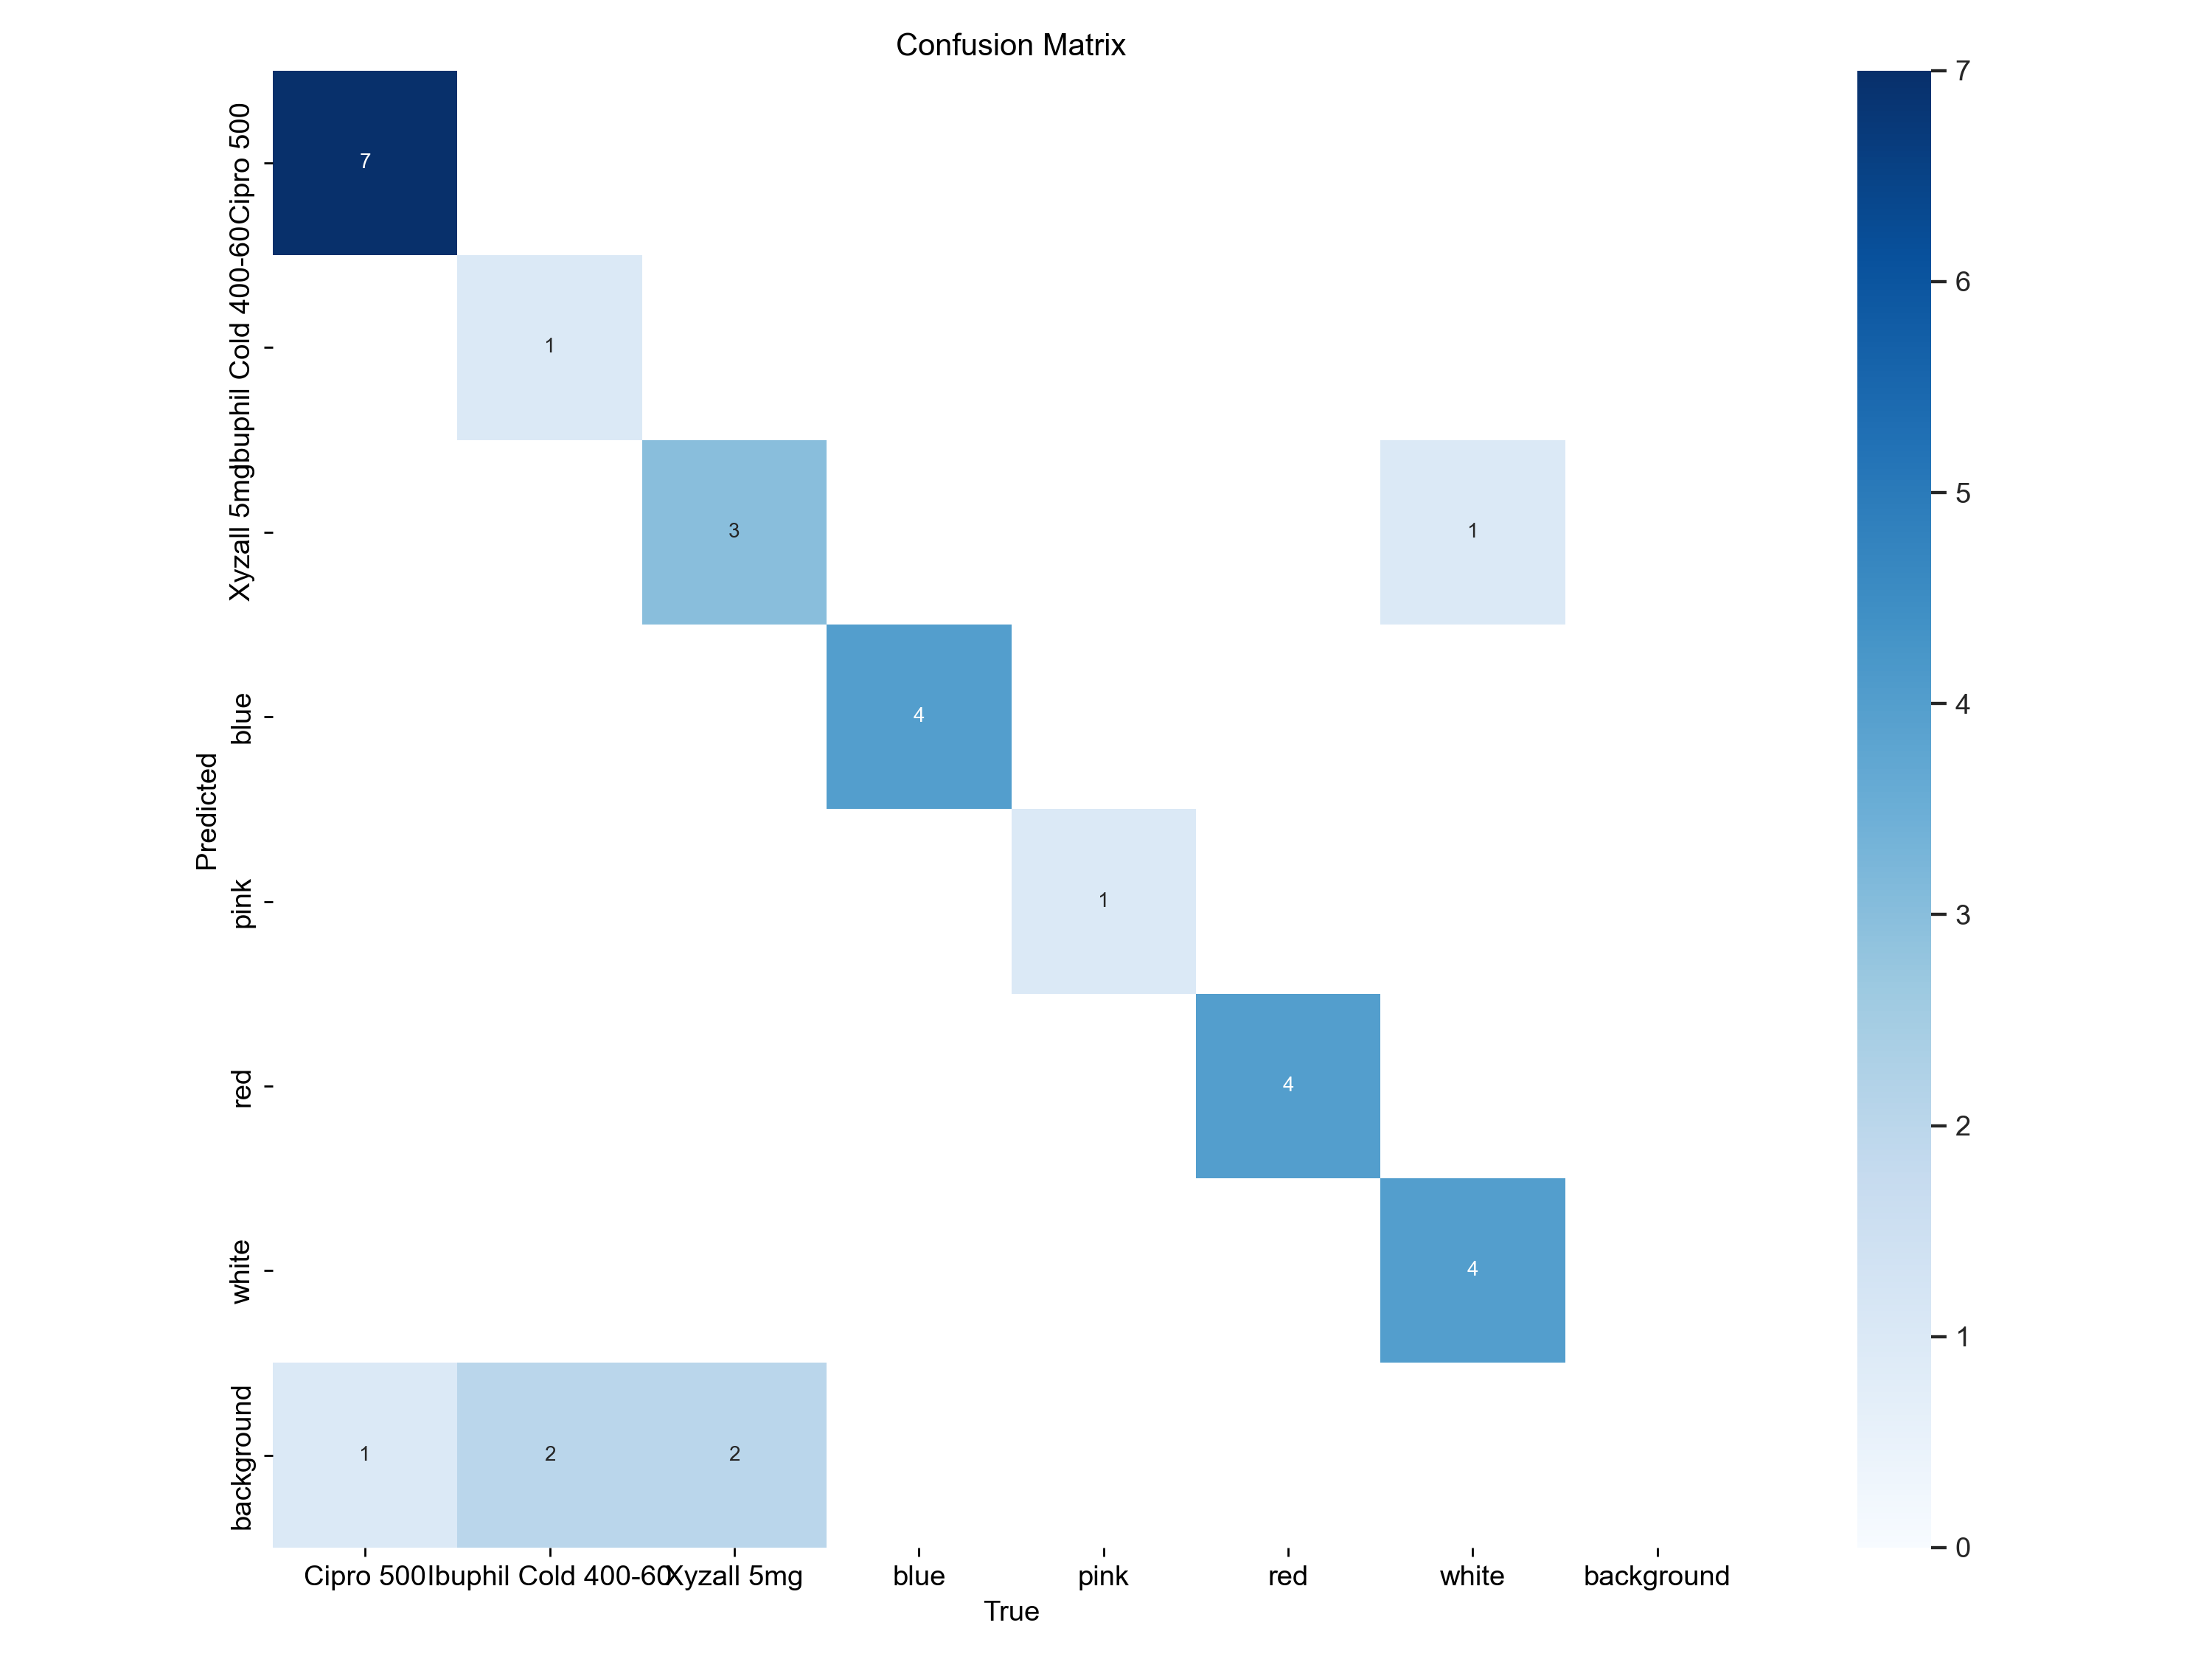 Confusion Matrix
Predicted
Cipro 500
Ibuphil Cold 400-60
Xyzall 5mg
blue
pink
red
white
background
7
1
3
1
4
1
4
4
1
2
2
Cipro 500
Ibuphil Cold 400-60
Xyzall 5mg
blue
pink
red
white
background
True
7
6
5
4
3
2
1
0